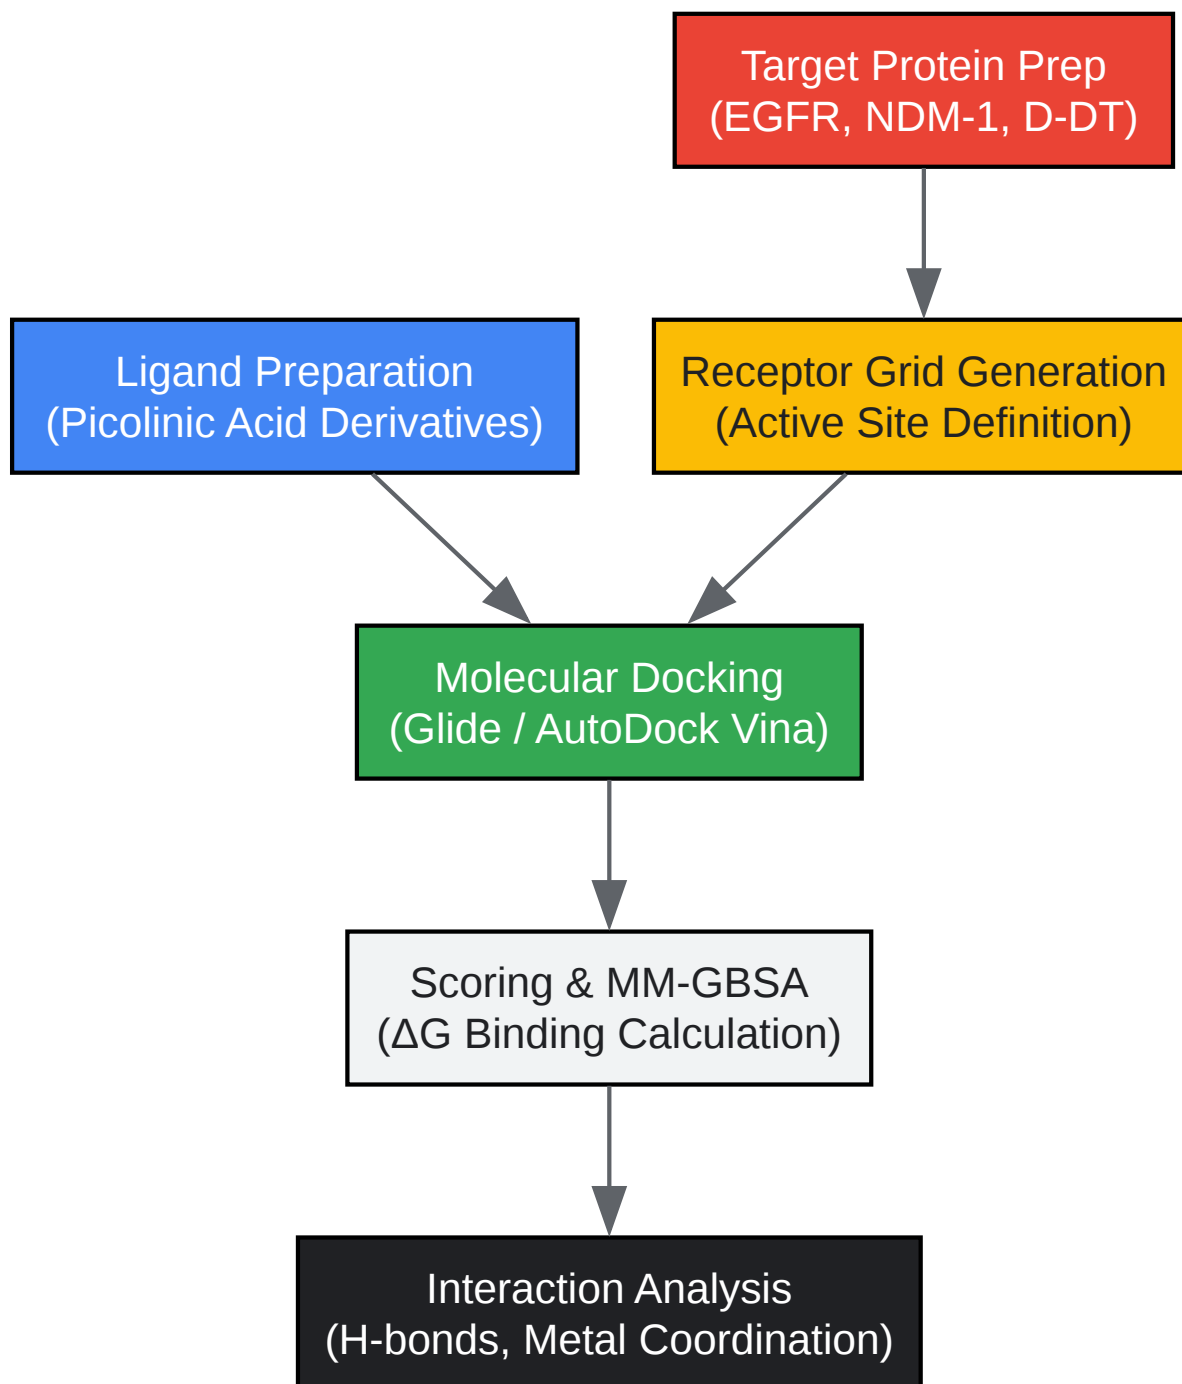 Target Protein Prep
(EGFR, NDM-1, D-DT)
Ligand Preparation
(Picolinic Acid Derivatives)
Receptor Grid Generation
(Active Site Definition)
Molecular Docking
(Glide / AutoDock Vina)
Scoring & MM-GBSA
(ΔG Binding Calculation)
Interaction Analysis
(H-bonds, Metal Coordination)